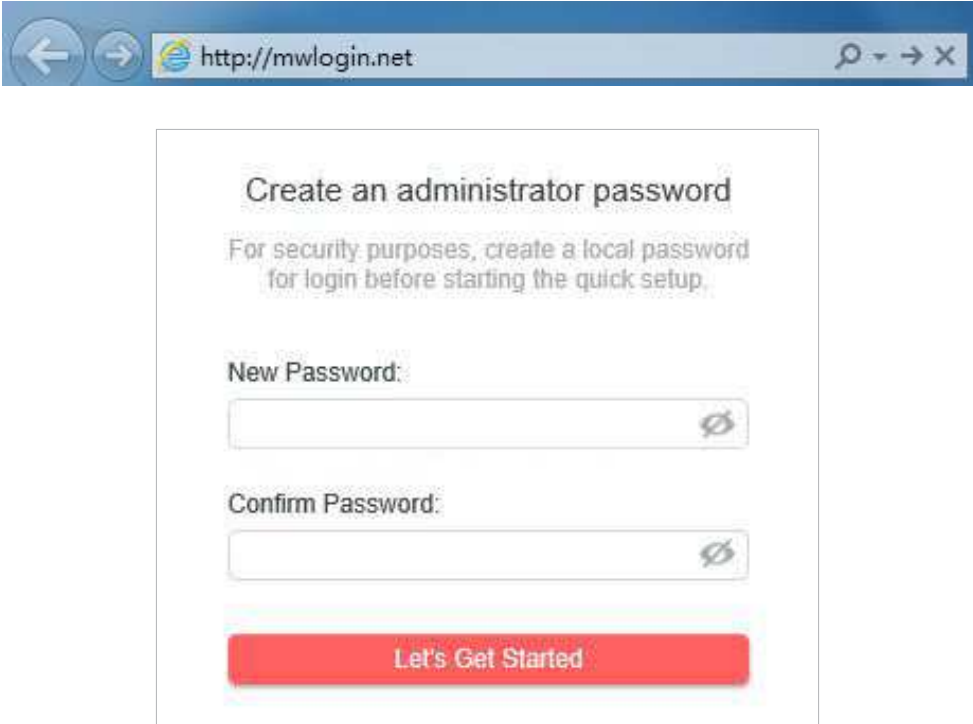 http://mwlogin.net
Create an administrator password
For security purposes, create a local password
for login before starting the quick setup.
New Password:
Confirm Password:
Let's Get Started